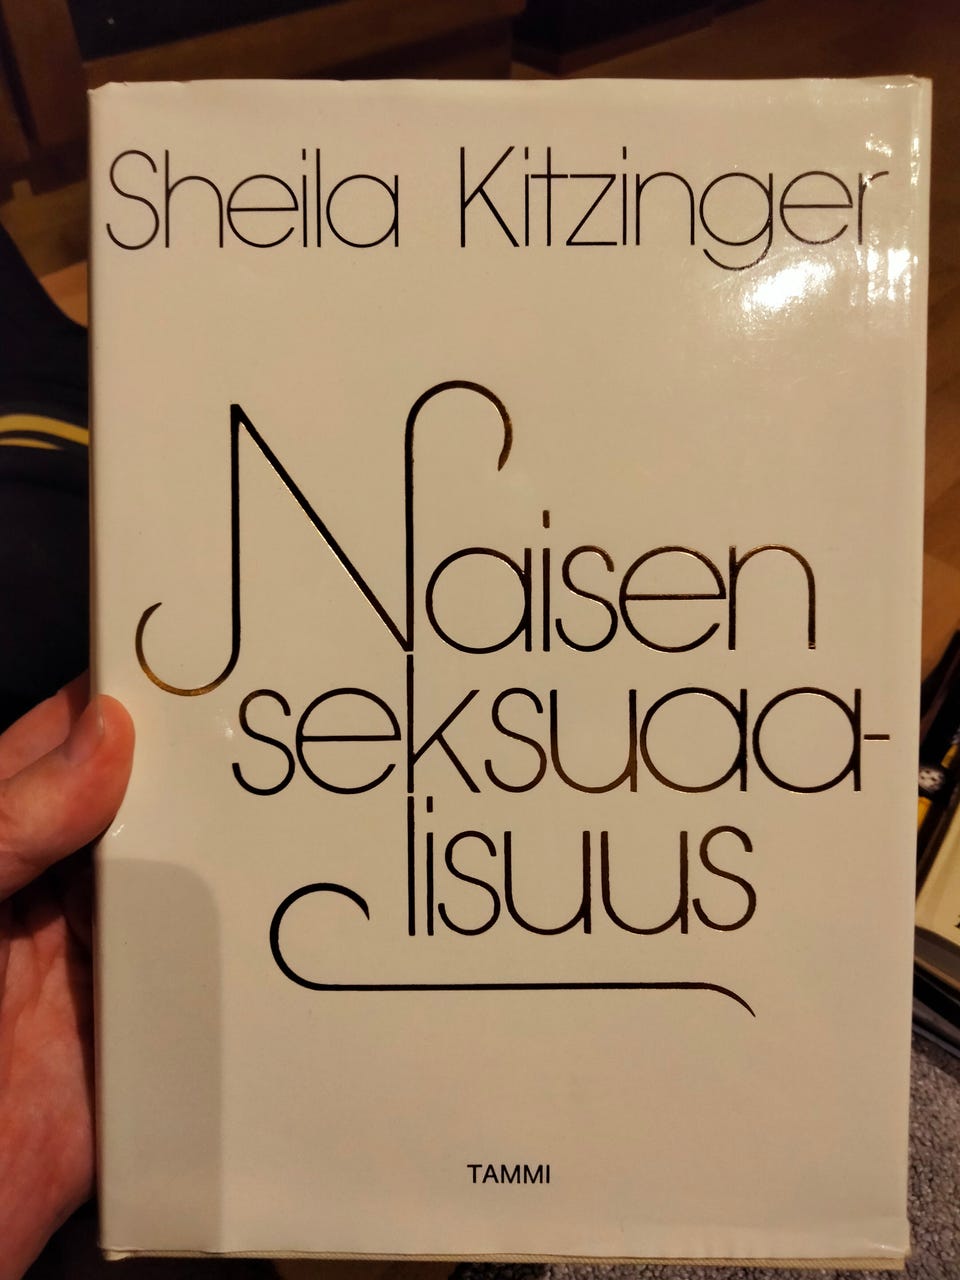 Sheila Kitzinger
Naisen
seksuaa-
lisuus
TAMMI